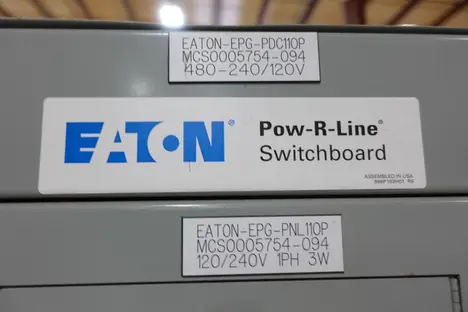 EATON-EPG-PDC110P
MCS0005754-094
480-240/120V
EATON® Pow-R-Line®
Switchboard
ASSEMBLED IN USA
EATON-EPG-PNL110P
MCS0005754-094
120/240V 1PH 3W